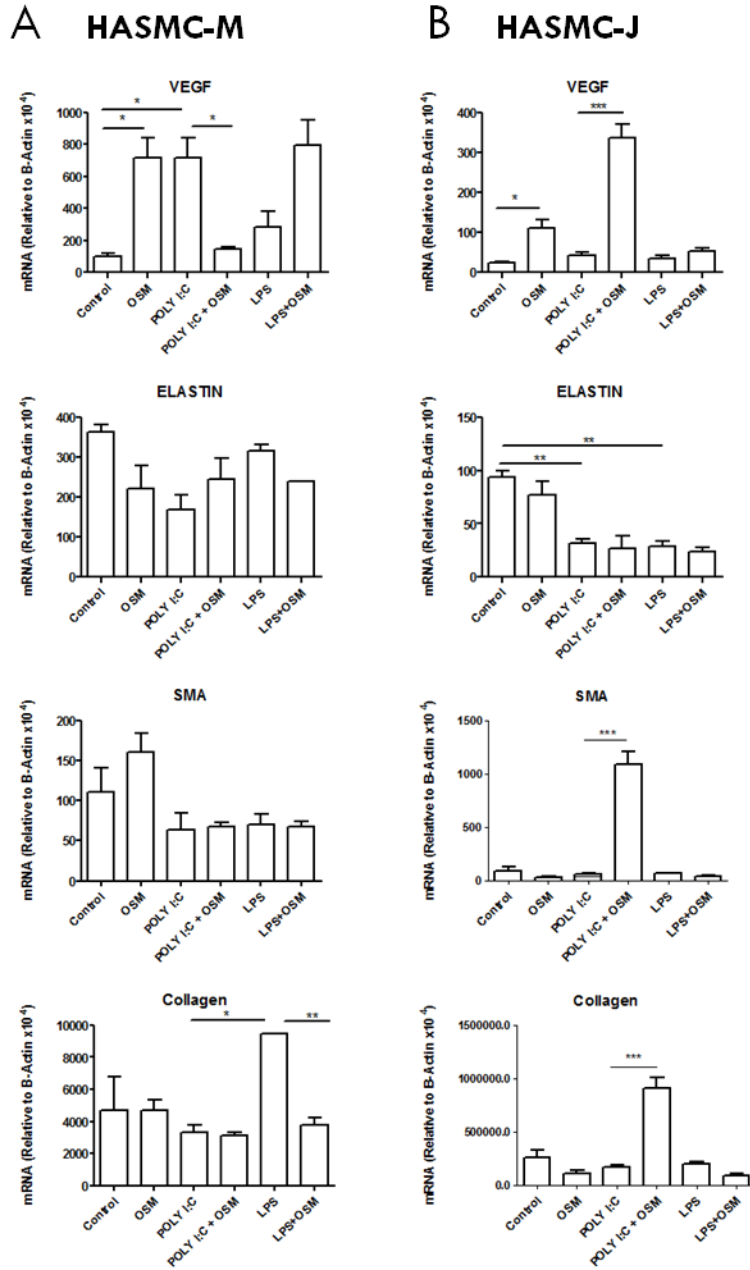 A HASMC-M
B HASMC-J
VEGF
mRNA (Relative to B-Actin x10-4)
1000
800
600
400
200
0
*
*
*
Control
OSM
POLY I:C
POLY I:C + OSM
LPS
LPS+OSM
VEGF
mRNA (Relative to B-Actin x10-4)
400
300
200
100
0
*
***
Control
OSM
POLY I:C
POLY I:C + OSM
LPS
LPS+OSM
ELASTIN
mRNA (Relative to B-Actin x10-4)
400
300
200
100
0
Control
OSM
POLY I:C
POLY I:C + OSM
LPS
LPS+OSM
ELASTIN
mRNA (Relative to B-Actin x10-4)
150
100
50
0
**
**
Control
OSM
POLY I:C
POLY I:C + OSM
LPS
LPS+OSM
SMA
mRNA (Relative to B-Actin x10-4)
200
150
100
50
0
Control
OSM
POLY I:C
POLY I:C + OSM
LPS
LPS+OSM
SMA
mRNA (Relative to B-Actin x10-4)
1500
1000
500
0
***
Control
OSM
POLY I:C
POLY I:C + OSM
LPS
LPS+OSM
Collagen
mRNA (Relative to B-Actin x10-4)
10000
8000
6000
4000
2000
0
*
**
Control
OSM
POLY I:C
POLY I:C + OSM
LPS
LPS+OSM
Collagen
mRNA (Relative to B-Actin x10-4)
1500000.0
1000000.0
500000.0
0.0
***
Control
OSM
POLY I:C
POLY I:C + OSM
LPS
LPS+OSM